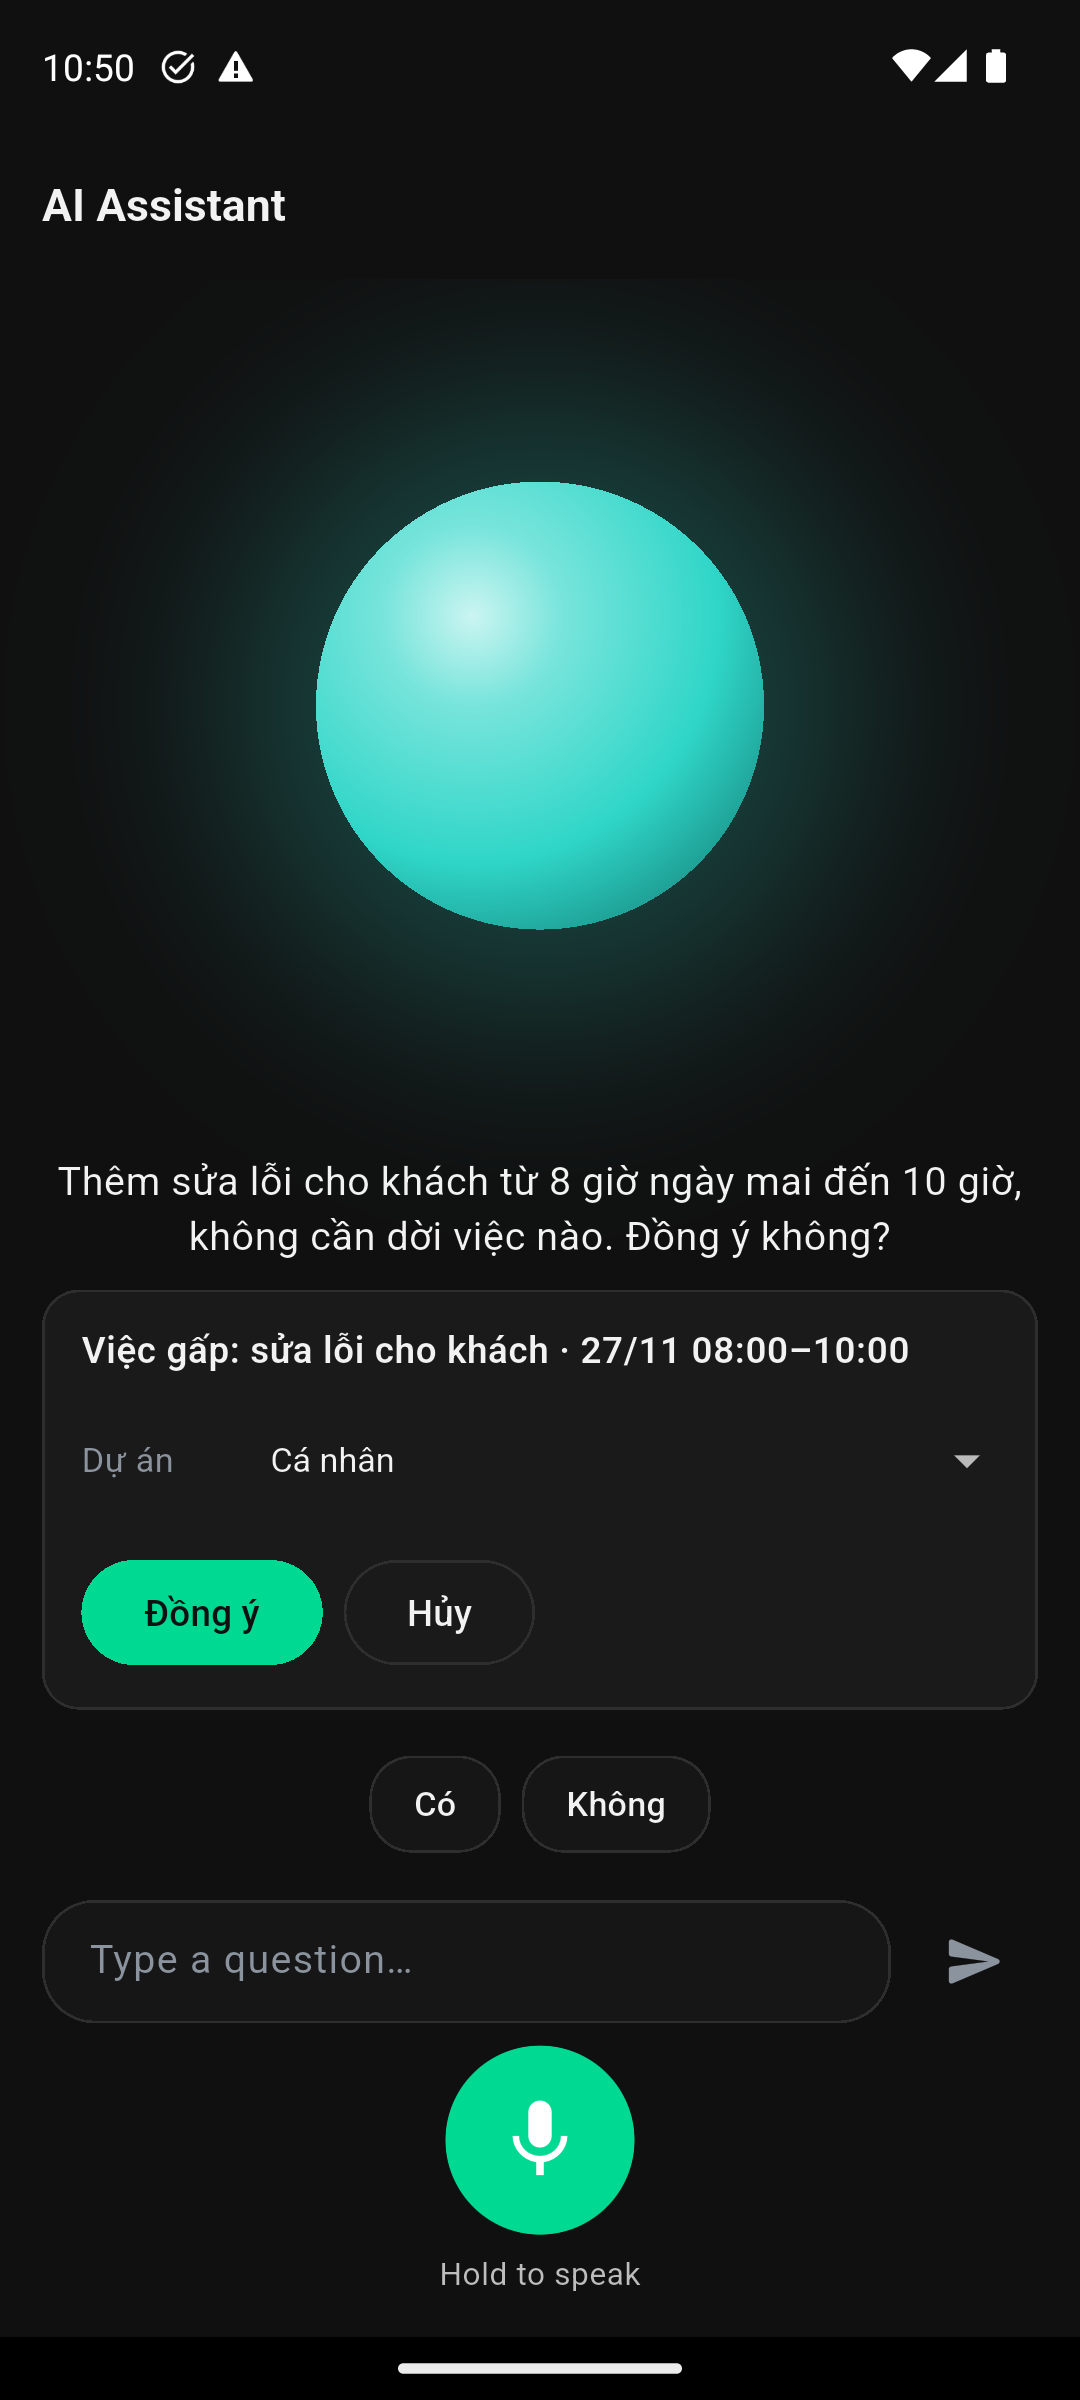 10:50
AI Assistant
Thêm sửa lỗi cho khách từ 8 giờ ngày mai đến 10 giờ,
không cần dời việc nào. Đồng ý không?
Việc gấp: sửa lỗi cho khách · 27/11 08:00–10:00
Dự án Cá nhân
Đồng ý Hủy
Có Không
Type a question…
Hold to speak